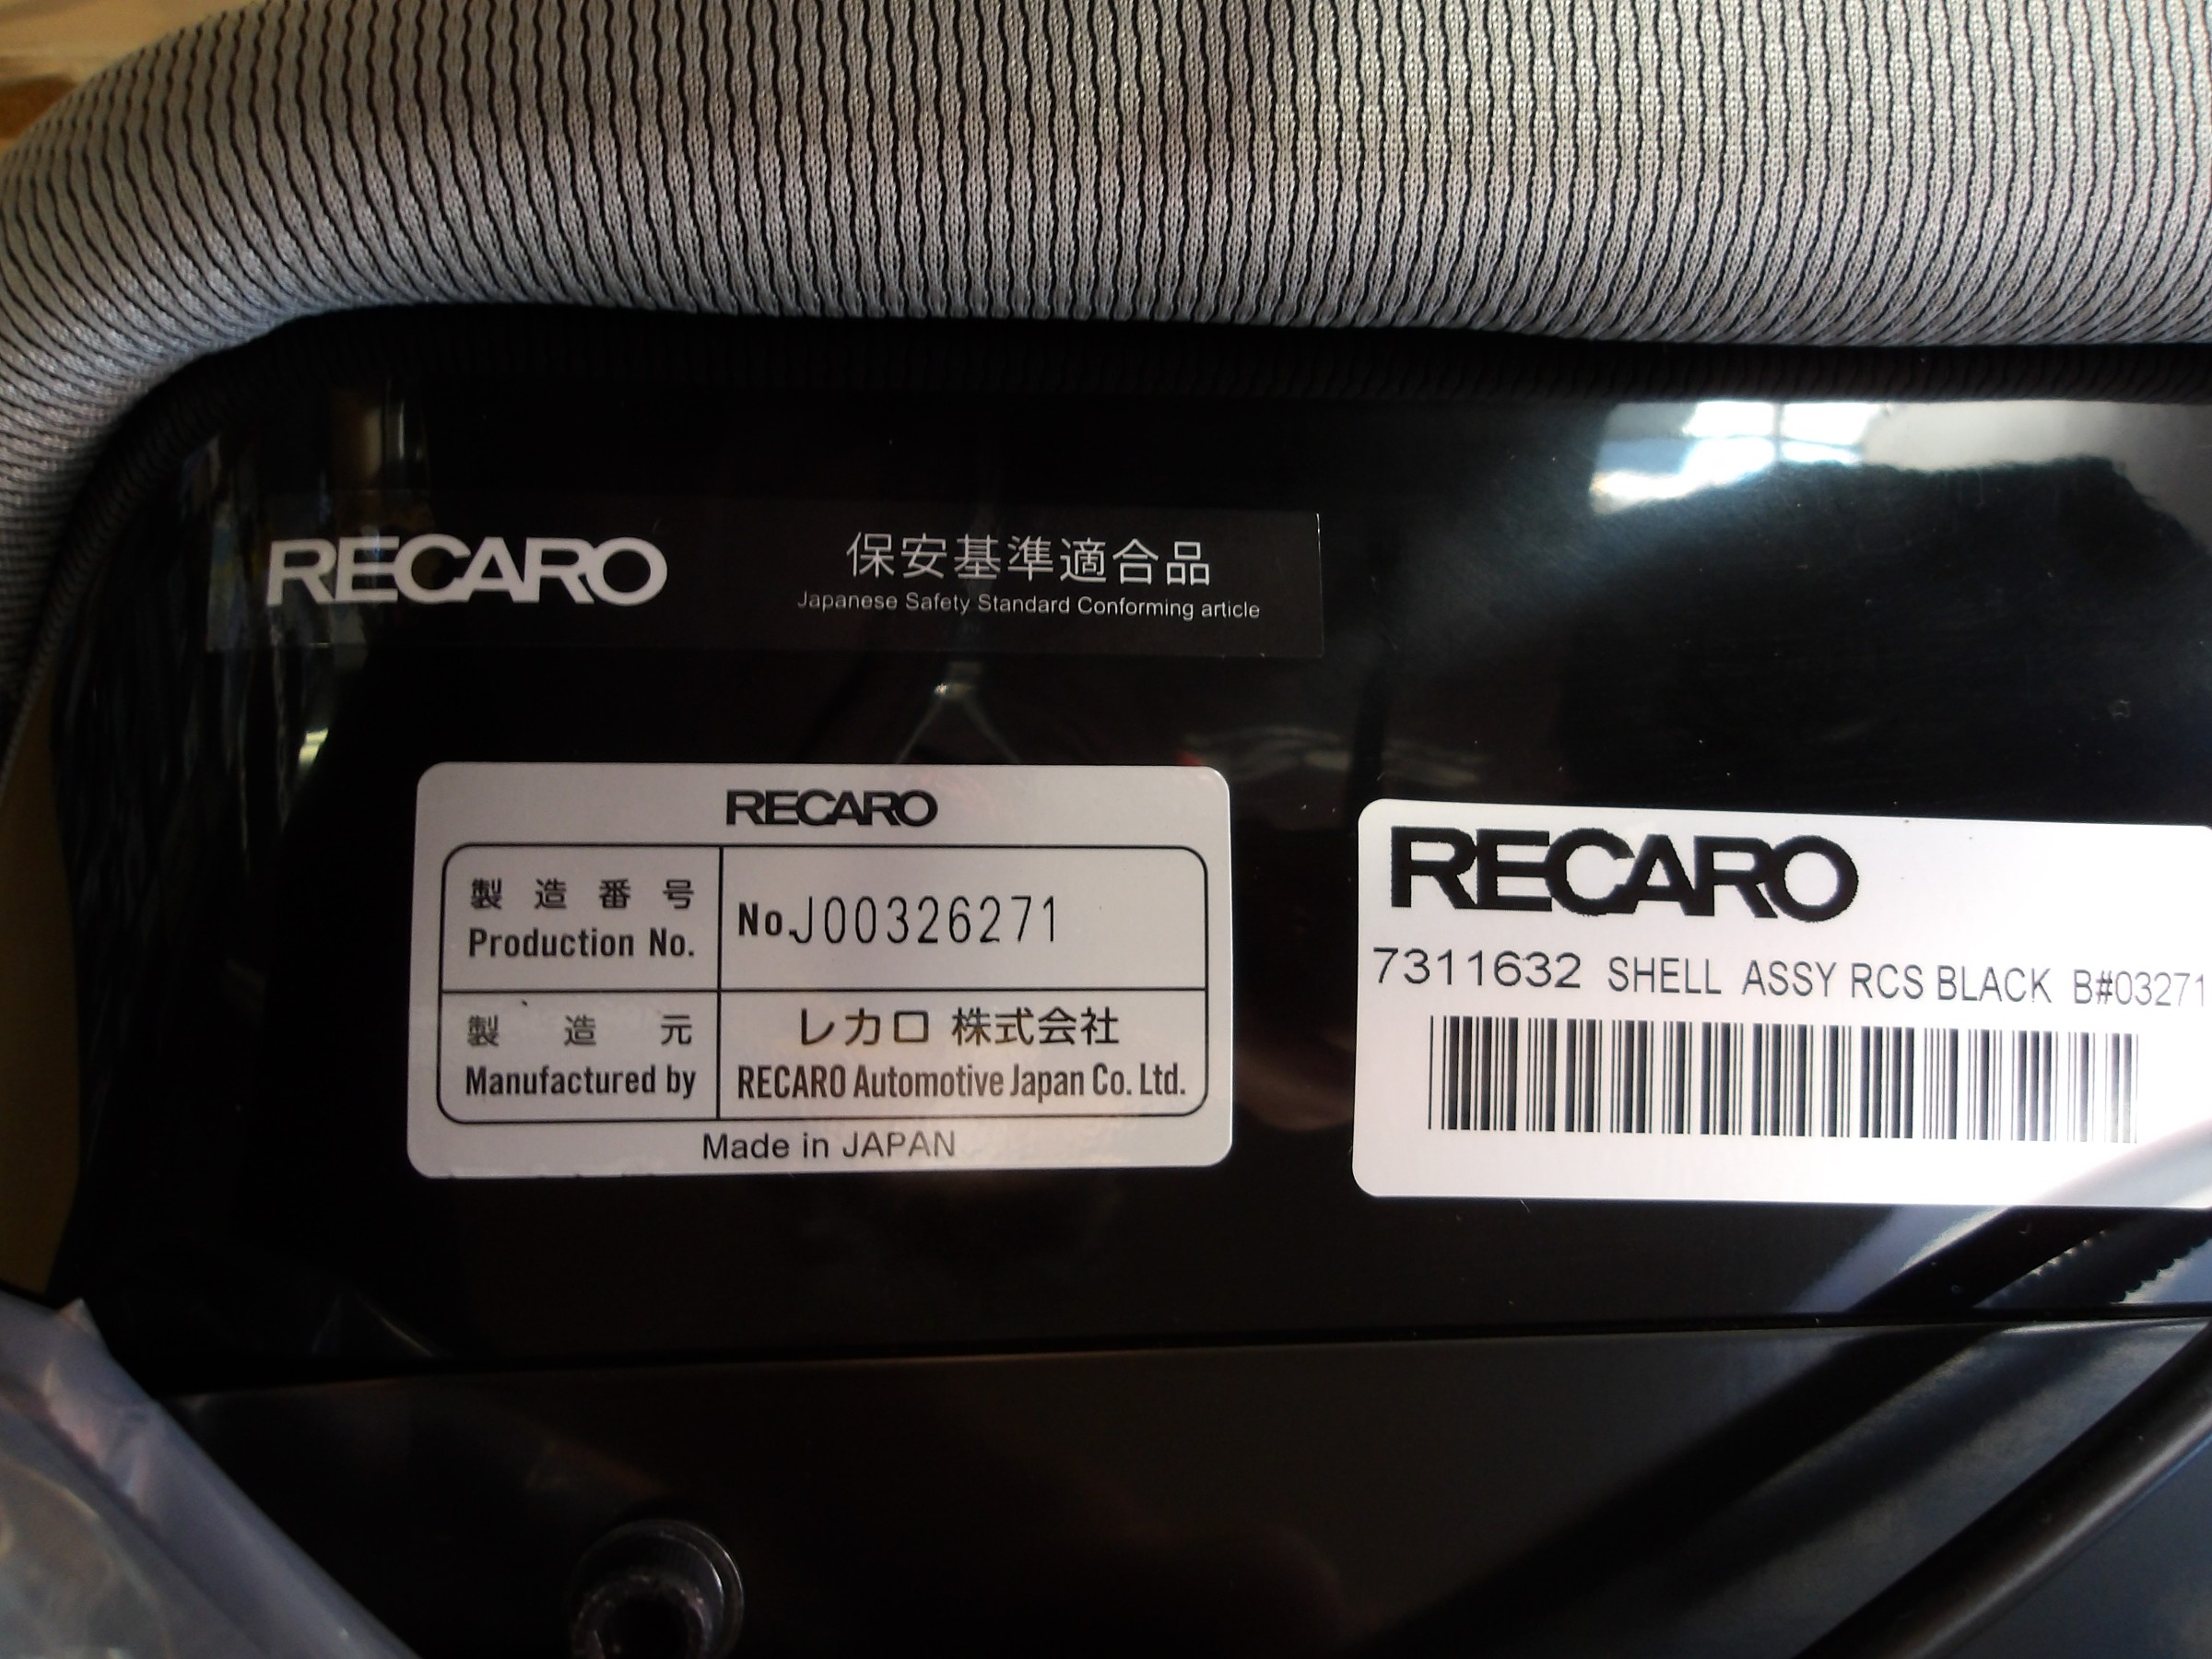 RECARO
保安基準適合品
Japanese Safety Standard Conforming article
RECARO
製造番号
Production No.
No.J00326271
製造元
Manufactured by
レカロ 株式会社
RECARO Automotive Japan Co. Ltd.
Made in JAPAN
RECARO
7311632 SHELL ASSY RCS BLACK B#03271